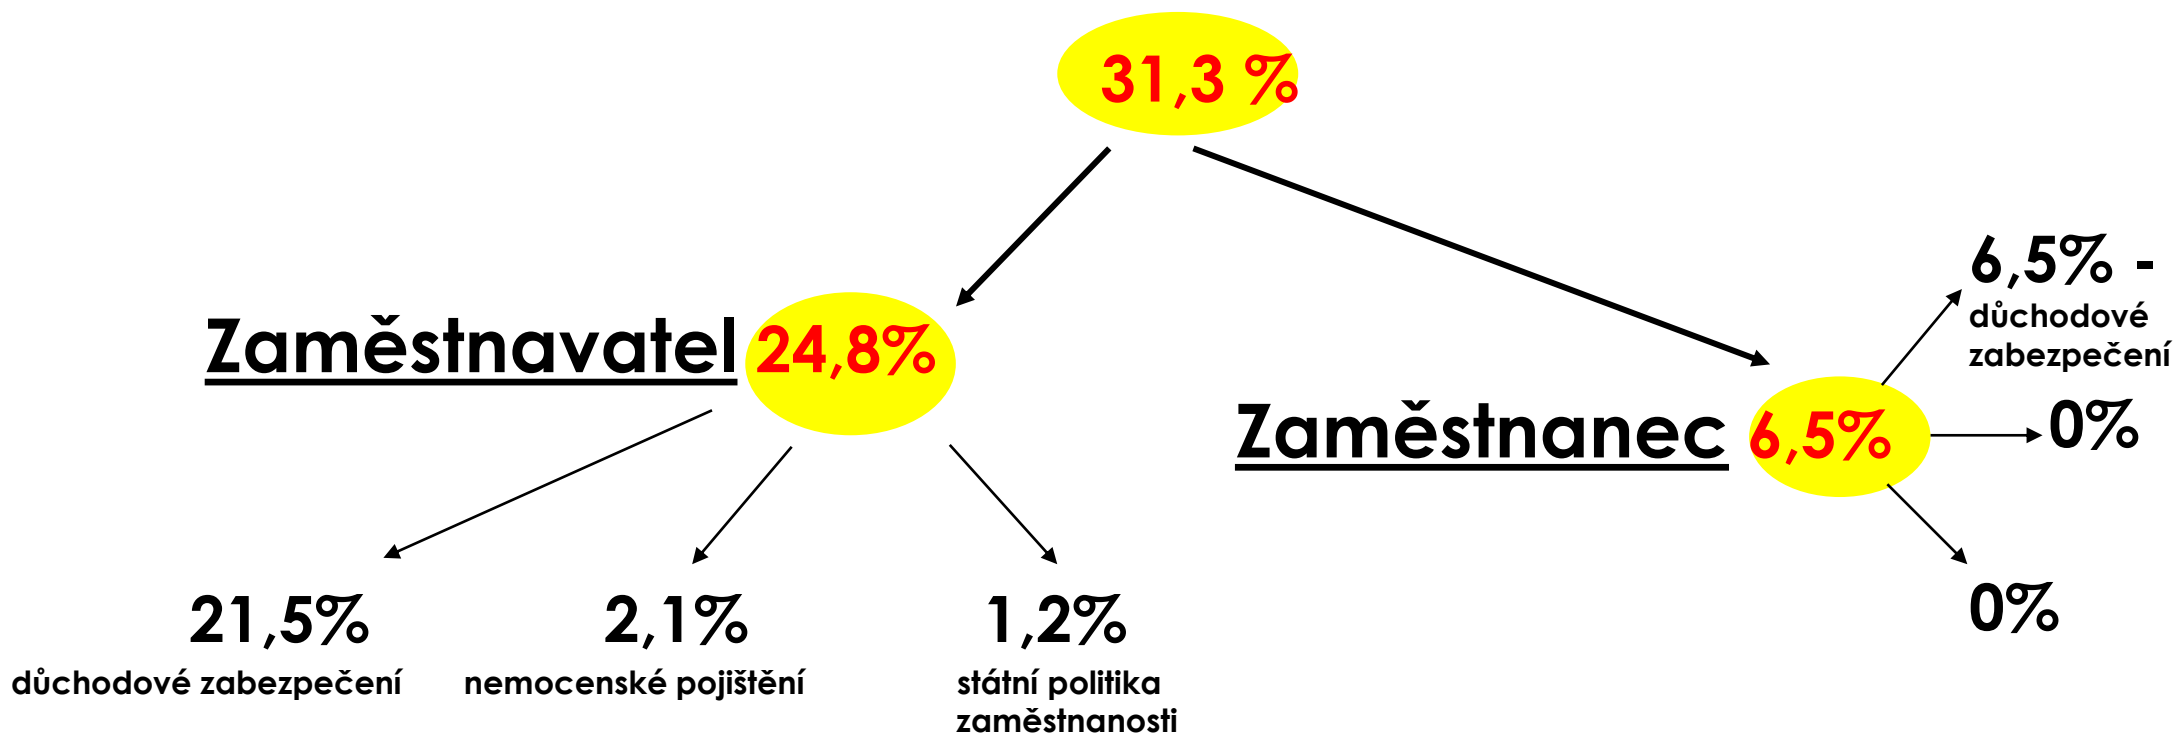 31,3 %
Zaměstnavatel 24,8%
21,5%
důchodové zabezpečení
2,1%
nemocenské pojištění
1,2%
státní politika
zaměstnanosti
Zaměstnanec 6,5%
6,5% -
důchodové
zabezpečení
0%
0%